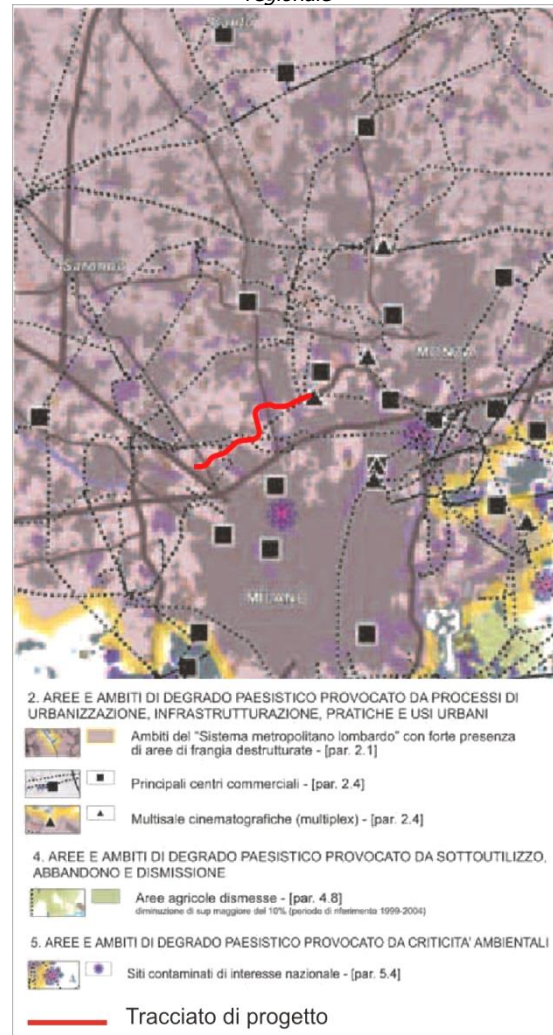 regionale
Saronno
MONZA
MILANO
2. AREE E AMBITI DI DEGRADO PAESISTICO PROVOCATO DA PROCESSI DI
URBANIZZAZIONE, INFRASTRUTTURAZIONE, PRATICHE E USI URBANI
Ambiti del "Sistema metropolitano lombardo" con forte presenza
di aree di frangia destrutturate - [par. 2.1]
Principali centri commerciali - [par. 2.4]
Multisale cinematografiche (multiplex) - [par. 2.4]
4. AREE E AMBITI DI DEGRADO PAESISTICO PROVOCATO DA SOTTOUTILIZZO,
ABBANDONO E DISMISSIONE
Aree agricole dismesse - [par. 4.8]
diminuzione di sup maggiore del 10% (periodo di riferimento 1999-2004)
5. AREE E AMBITI DI DEGRADO PAESISTICO PROVOCATO DA CRITICITA' AMBIENTALI
Siti contaminati di interesse nazionale - [par. 5.4]
Tracciato di progetto